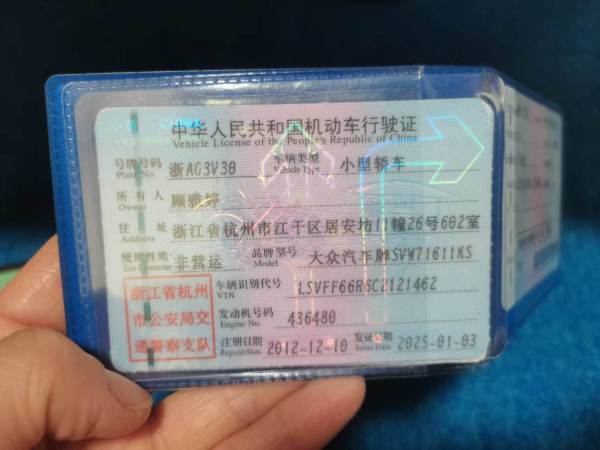 中华人民共和国机动车行驶证
Vehicle License of the People's Republic of China
号牌号码 浙AG3V30 车辆类型 小型轿车
Plate No. Vehicle Type
所有人 顾雅婷
Owner
住址 浙江省杭州市江干区居安坊11幢26号602室
Address
使用性质 非营运 品牌型号 大众汽车牌SVW71611KS
Use Character Model
浙江省杭州
市公安局交
通警察支队
车辆识别代号 LSVFF66R6C2121462
VIN
发动机号码 436480
Engine No.
注册日期 2012-12-10 发证日期 2025-01-03
Register Date Issue Date